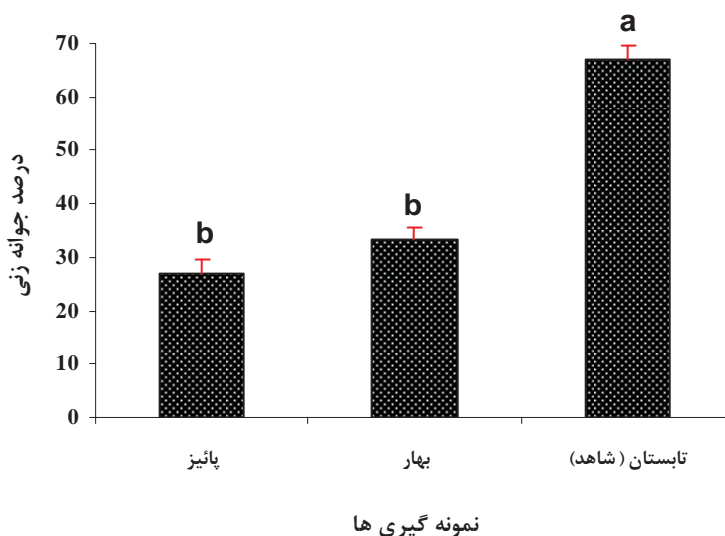 درصد جوانه زنی
70
60
50
40
30
20
10
0
b
b
a
پائیز
بهار
تابستان (شاهد)
نمونه گیری ها